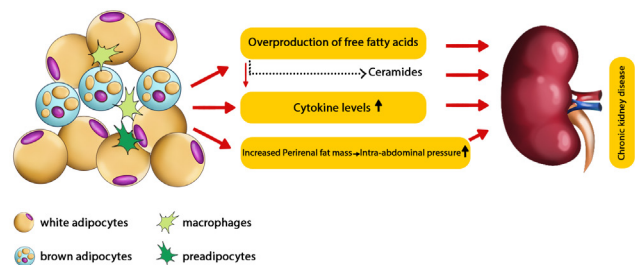 Overproduction of free fatty acids
Ceramides
Cytokine levels
Increased Perirenal fat mass→Intra-abdominal pressure
Chronic kidney disease
white adipocytes
macrophages
brown adipocytes
preadipocytes